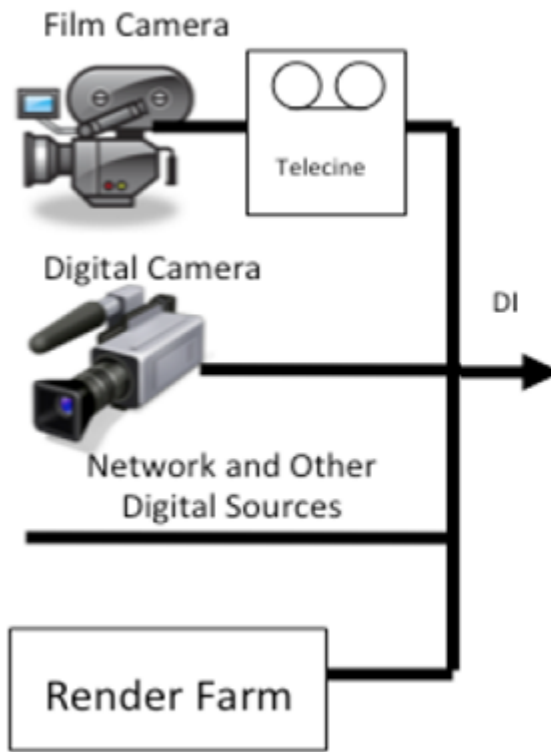 Film Camera
Telecine
Digital Camera
DI
Network and Other
Digital Sources
Render Farm